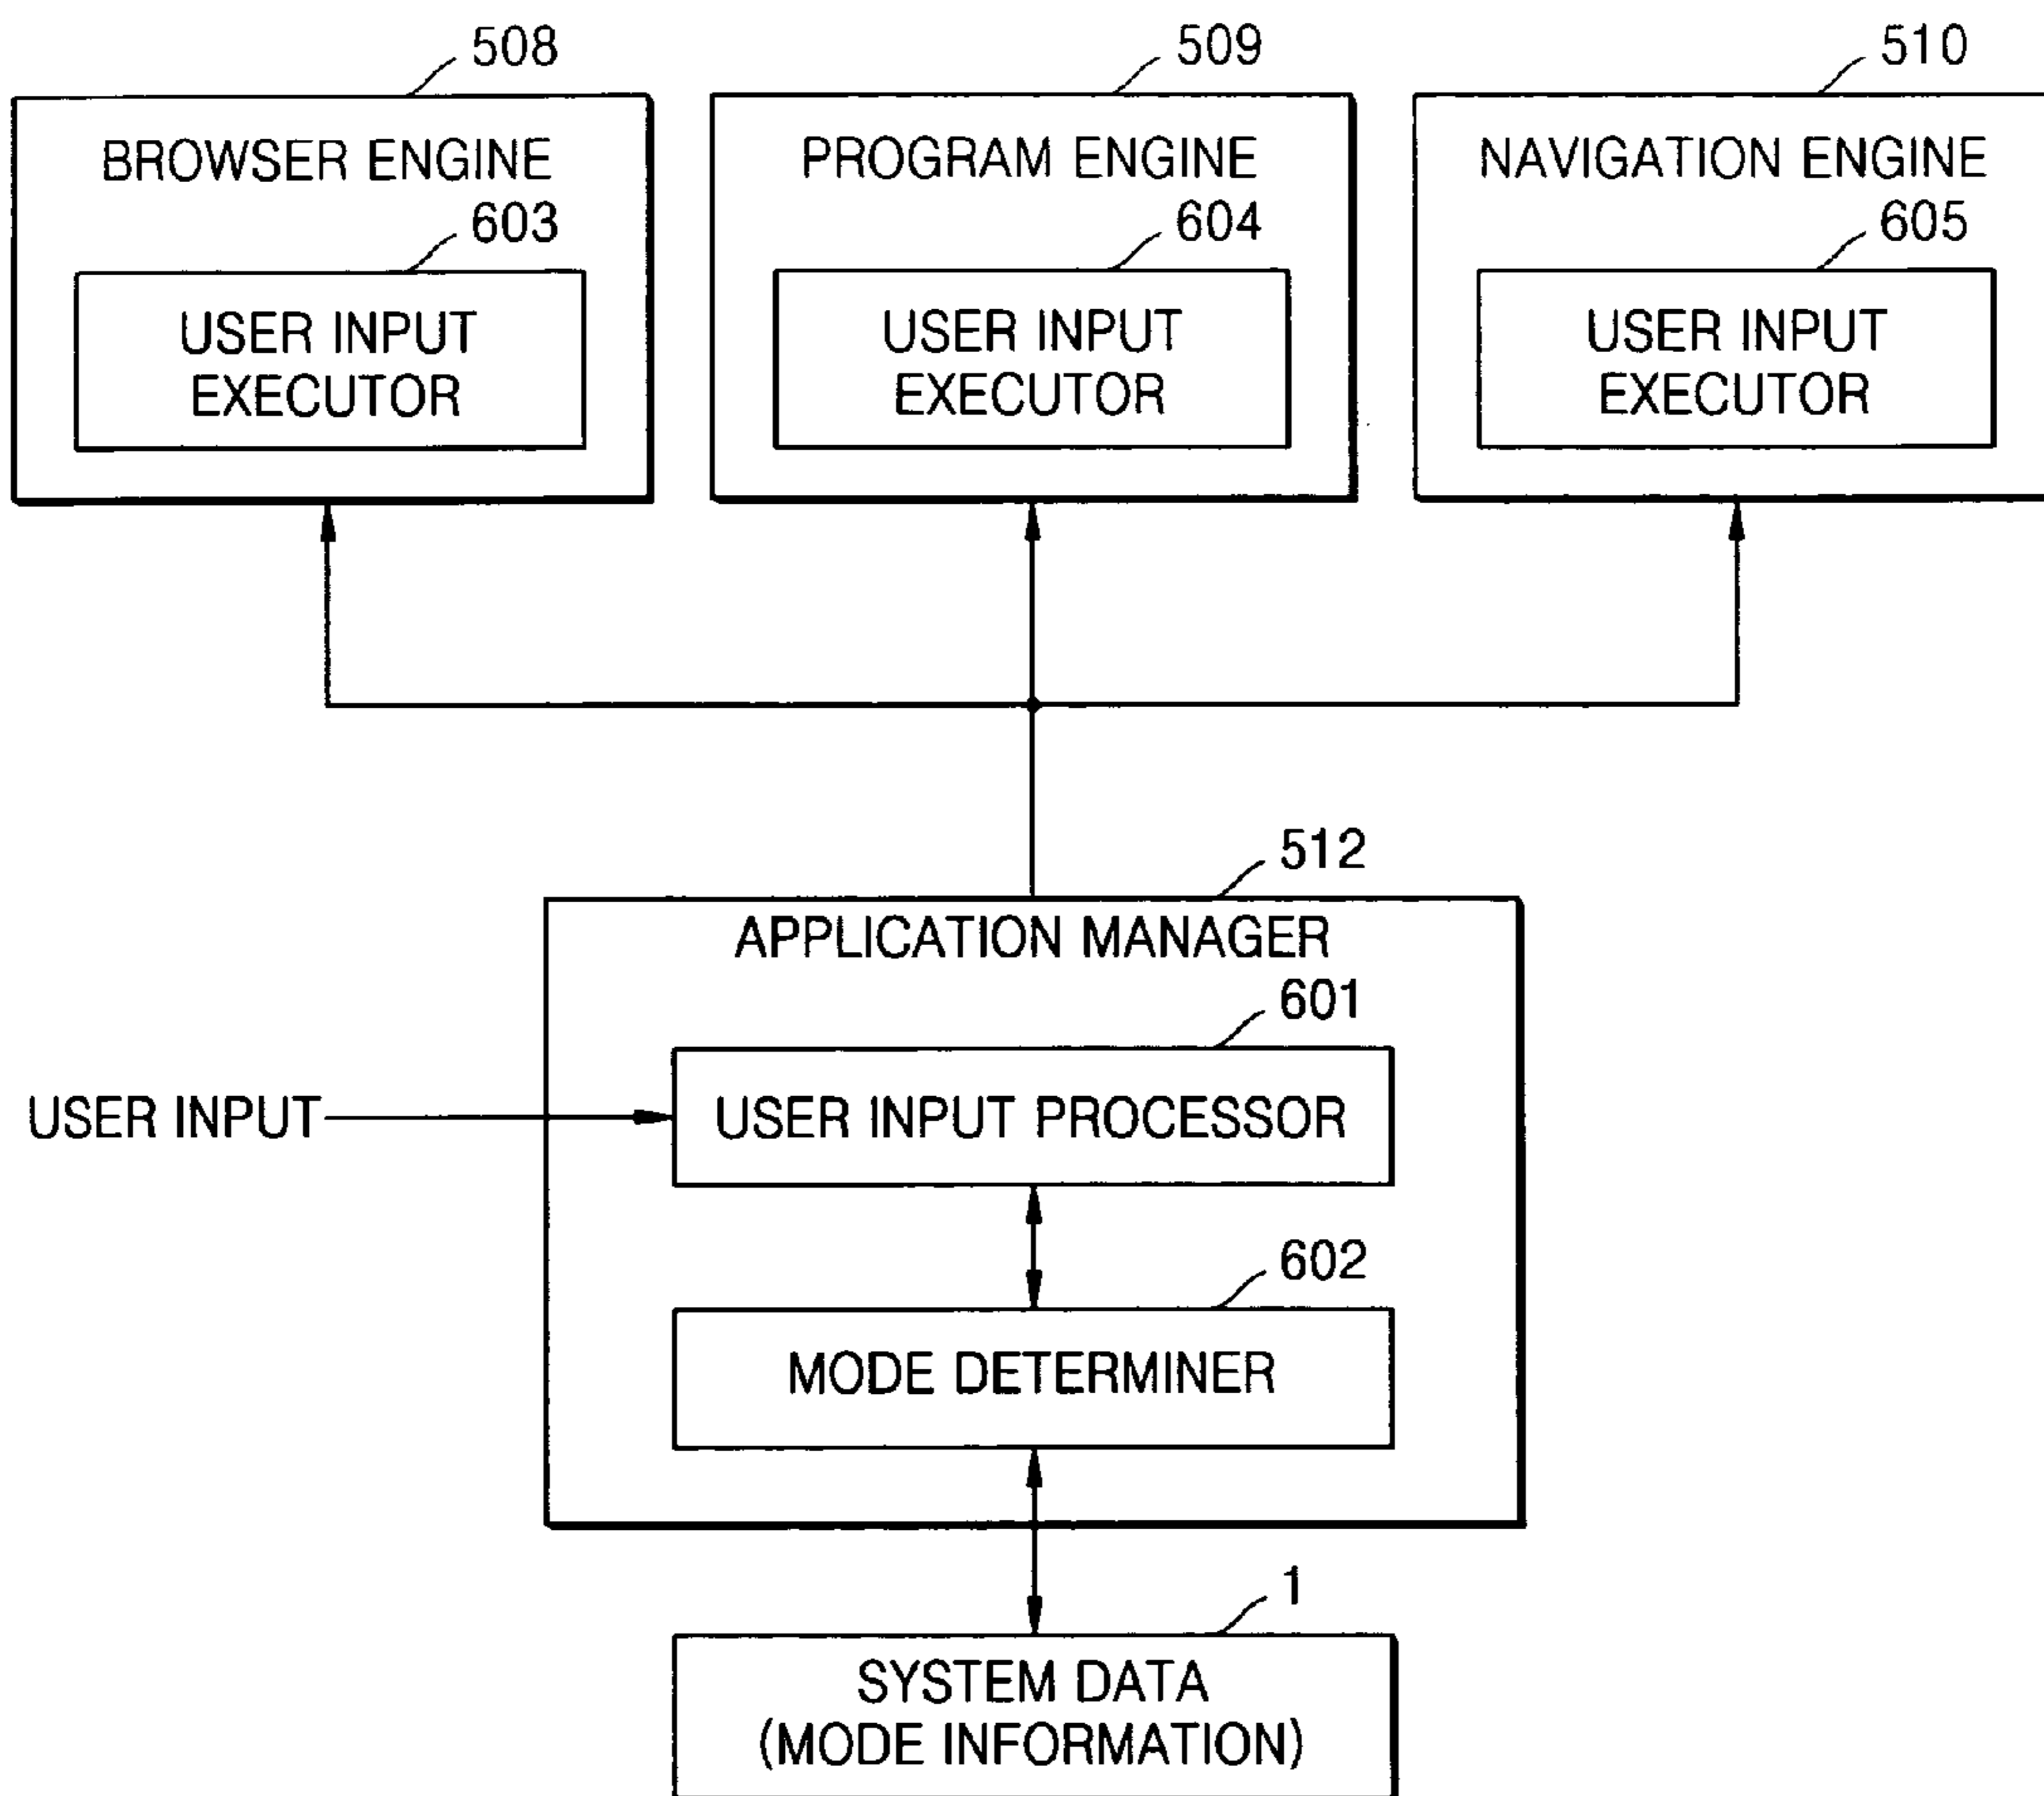 508
509
510
BROWSER ENGINE
PROGRAM ENGINE
NAVIGATION ENGINE
603
604
605
USER INPUT
EXECUTOR
USER INPUT
EXECUTOR
USER INPUT
EXECUTOR
512
APPLICATION MANAGER
601
USER INPUT
USER INPUT PROCESSOR
602
MODE DETERMINER
1
SYSTEM DATA
(MODE INFORMATION)